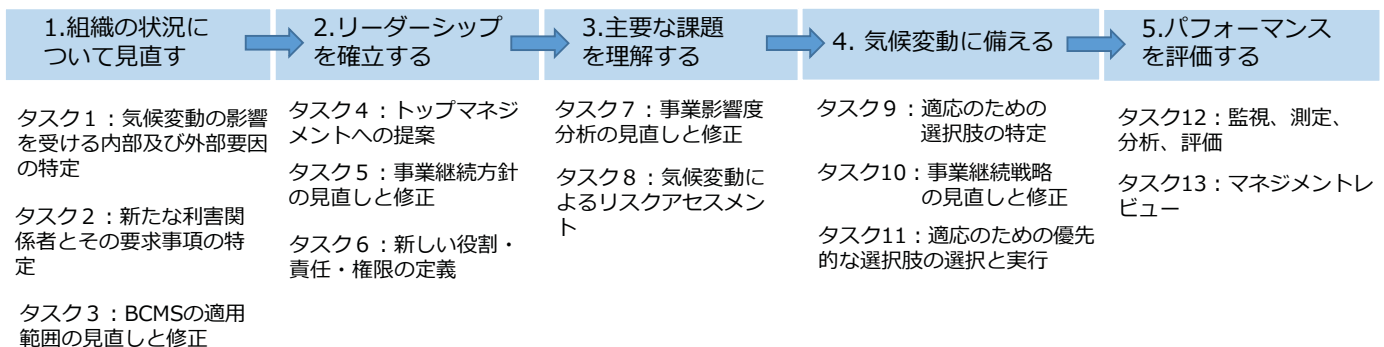 1.組織の状況に
ついて見直す
2.リーダーシップ
を確立する
3.主要な課題
を理解する
4. 気候変動に備える
5.パフォーマンス
を評価する
タスク１：気候変動の影響
を受ける内部及び外部要因
の特定
タスク２：新たな利害関
係者とその要求事項の特
定
タスク３：BCMSの適用
範囲の見直しと修正
タスク４：トップマネジ
メントへの提案
タスク５：事業継続方針
の見直しと修正
タスク６：新しい役割・
責任・権限の定義
タスク７：事業影響度
分析の見直しと修正
タスク８：気候変動に
よるリスクアセスメン
ト
タスク９：適応のための
選択肢の特定
タスク10：事業継続戦略
の見直しと修正
タスク11：適応のための優先
的な選択肢の選択と実行
タスク12：監視、測定、
分析、評価
タスク13：マネジメントレ
ビュー